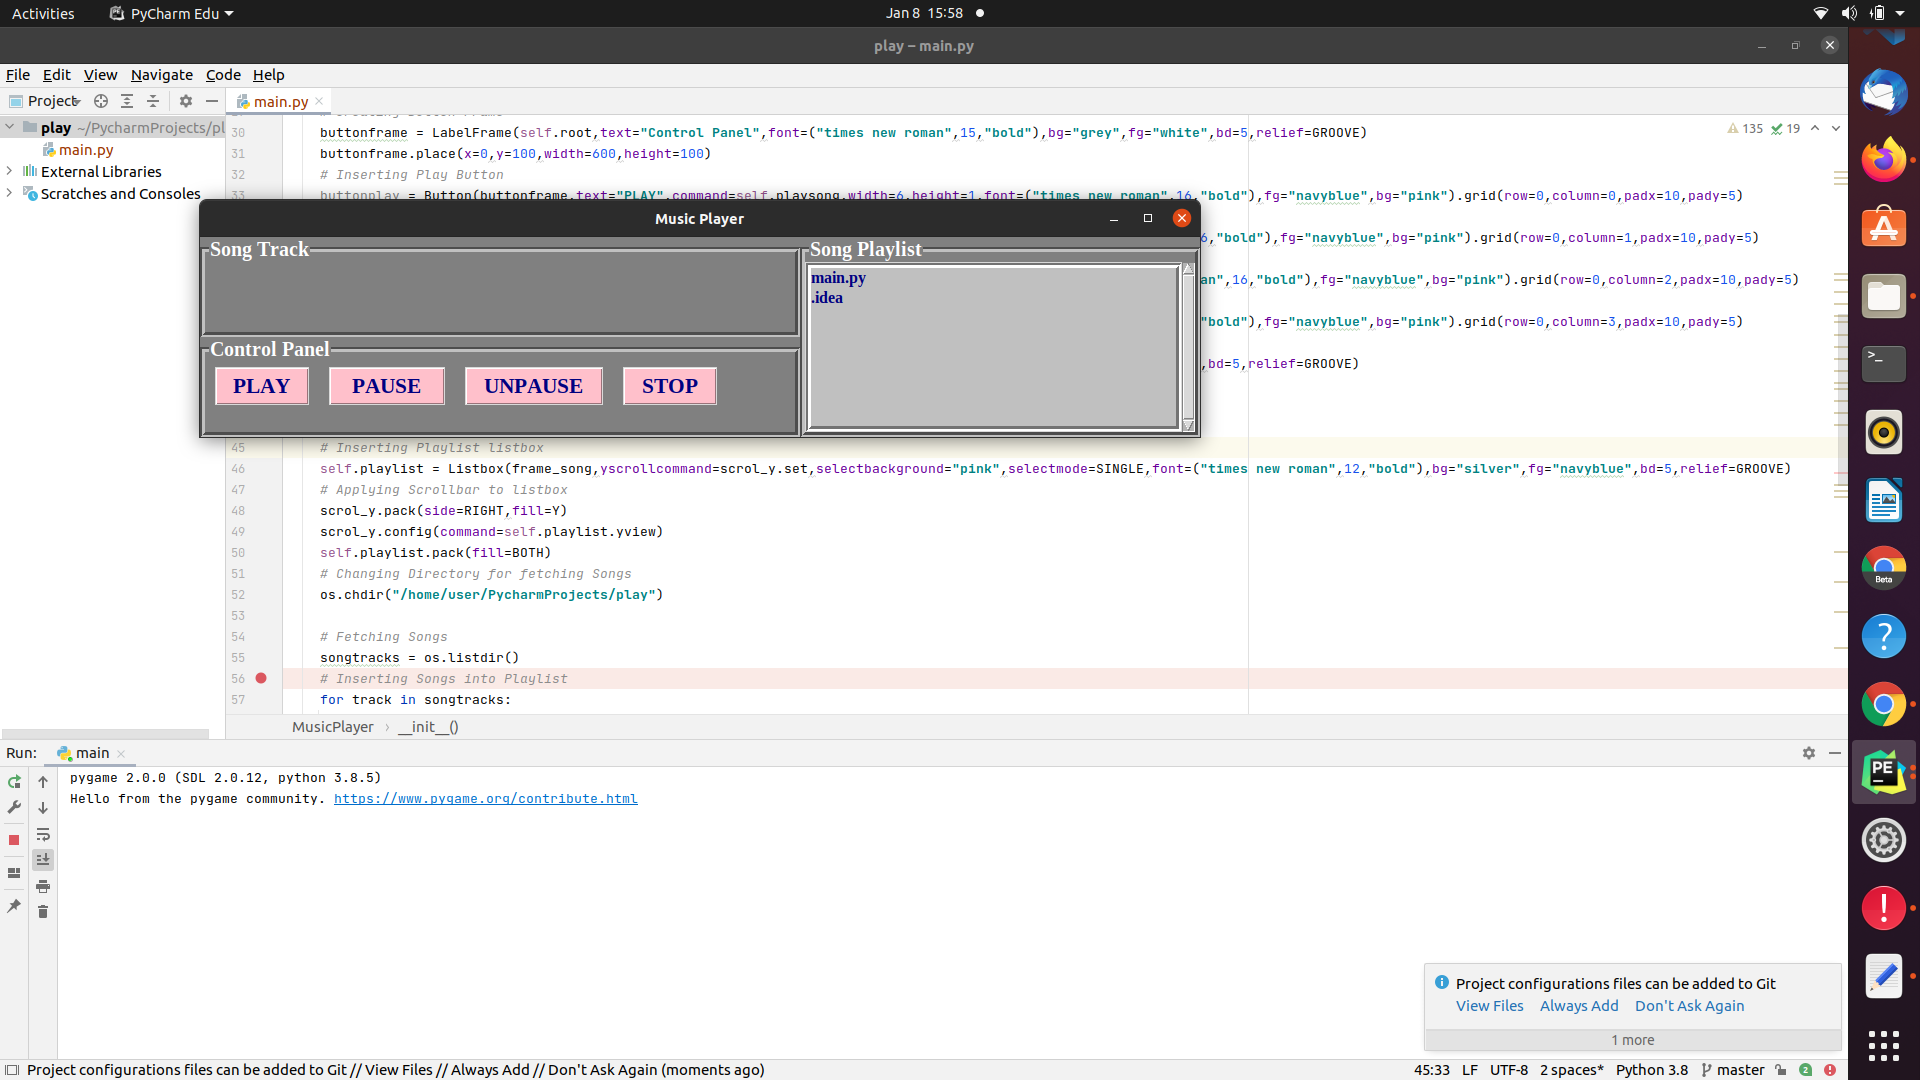 Activities PyCharm Edu Jan 8 15:58
play – main.py
File Edit View Navigate Code Help
Project main.py
play ~/PycharmProjects/pl
main.py
External Libraries
Scratches and Consoles
30 buttonframe = LabelFrame(self.root,text="Control Panel",font=("times new roman",15,"bold"),bg="grey",fg="white",bd=5,relief=GROOVE)
135 19
31 buttonframe.place(x=0,y=100,width=600,height=100)
32 # Inserting Play Button
33 buttonplay = Button(buttonframe,text="PLAY",command=self.playsong,width=6,height=1,font=("times new roman",16,"bold"),fg="navyblue",bg="pink").grid(row=0,column=0,padx=10,pady=5)
Music Player
Song Track
Song Playlist
main.py
.idea
Control Panel
PLAY PAUSE UNPAUSE STOP
"bold"),fg="navyblue",bg="pink").grid(row=0,column=1,padx=10,pady=5)
an",16,"bold"),fg="navyblue",bg="pink").grid(row=0,column=2,padx=10,pady=5)
"bold"),fg="navyblue",bg="pink").grid(row=0,column=3,padx=10,pady=5)
,bd=5,relief=GROOVE)
45 # Inserting Playlist listbox
46 self.playlist = Listbox(frame_song,yscrollcommand=scrol_y.set,selectbackground="pink",selectmode=SINGLE,font=("times new roman",12,"bold"),bg="silver",fg="navyblue",bd=5,relief=GROOVE)
47 # Applying Scrollbar to listbox
48 scrol_y.pack(side=RIGHT,fill=Y)
49 scrol_y.config(command=self.playlist.yview)
50 self.playlist.pack(fill=BOTH)
51 # Changing Directory for fetching Songs
52 os.chdir("/home/user/PycharmProjects/play")
53
54 # Fetching Songs
55 songtracks = os.listdir()
56 # Inserting Songs into Playlist
57 for track in songtracks:
MusicPlayer › __init__()
Run: main
pygame 2.0.0 (SDL 2.0.12, python 3.8.5)
Hello from the pygame community. https://www.pygame.org/contribute.html
Beta
>_
?
PE
!
Project configurations files can be added to Git
View Files Always Add Don't Ask Again
1 more
Project configurations files can be added to Git // View Files // Always Add // Don't Ask Again (moments ago)
45:33 LF UTF-8 2 spaces* Python 3.8 master 2